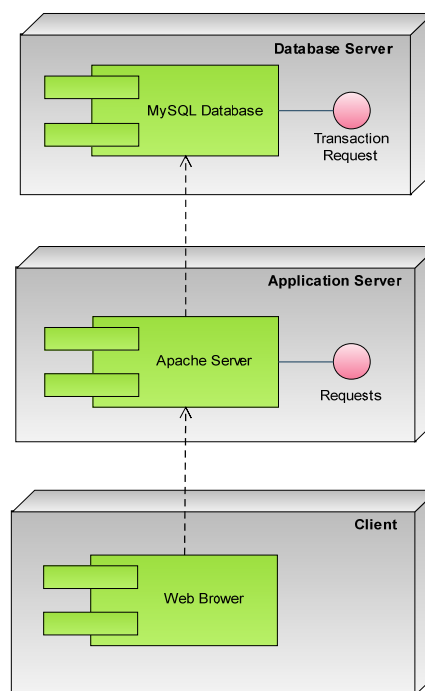 Database Server
MySQL Database
Transaction
Request
Application Server
Apache Server
Requests
Client
Web Brower